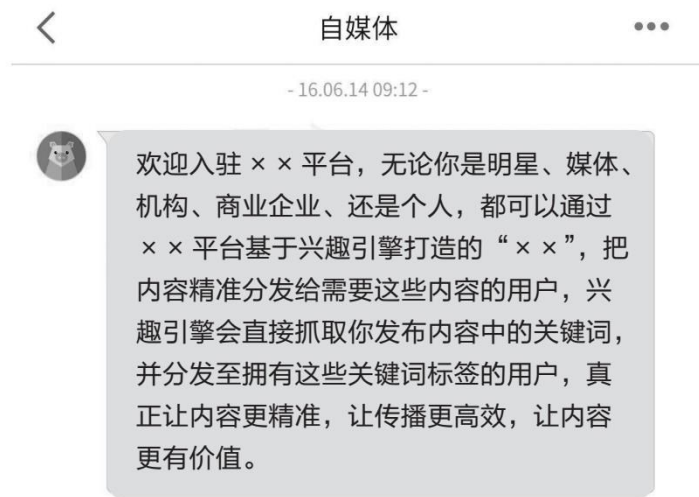 自媒体
- 16.06.14 09:12 -
欢迎入驻 × × 平台，无论你是明星、媒体、
机构、商业企业、还是个人，都可以通过
× × 平台基于兴趣引擎打造的“× ×”，把
内容精准分发给需要这些内容的用户，兴
趣引擎会直接抓取你发布内容中的关键词，
并分发至拥有这些关键词标签的用户，真
正让内容更精准，让传播更高效，让内容
更有价值。